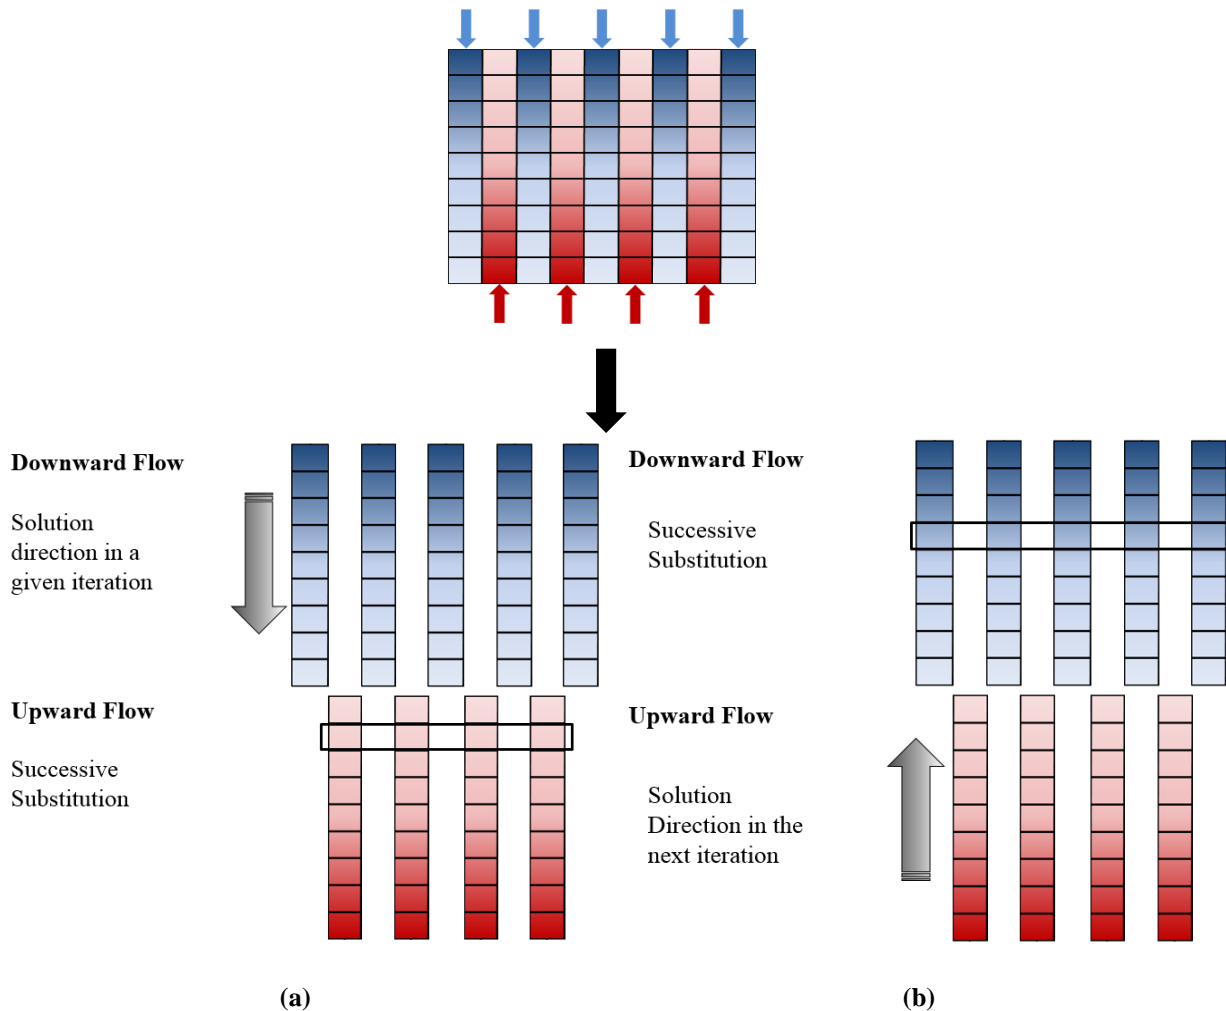 Downward Flow
Solution
direction in a
given iteration
Upward Flow
Successive
Substitution
(a)
Downward Flow
Successive
Substitution
Upward Flow
Solution
Direction in the
next iteration
(b)